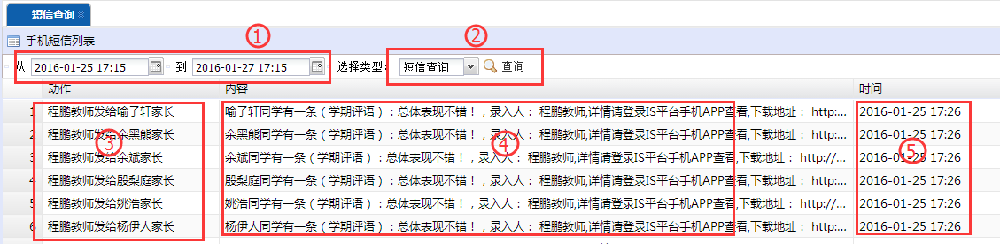 短信查询
手机短信列表
①
②
从 2016-01-25 17:15 到 2016-01-27 17:15 选择类型: 短信查询 查询
动作 内容 时间
1 程鹏教师发给喻子轩家长 喻子轩同学有一条（学期评语）：总体表现不错！，录入人： 程鹏教师,详情请登录IS平台手机APP查看,下载地址： http:... 2016-01-25 17:26
2 程鹏教师发给余黑熊家长 余黑熊同学有一条（学期评语）：总体表现不错！，录入人： 程鹏教师,详情请登录IS平台手机APP查看,下载地址： http:... 2016-01-25 17:26
③
④
⑤
3 程鹏教师发给余斌家长 余斌同学有一条（学期评语）：总体表现不错！，录入人： 程鹏教师,详情请登录IS平台手机APP查看,下载地址： http://... 2016-01-25 17:26
4 程鹏教师发给殷梨庭家长 殷梨庭同学有一条（学期评语）：总体表现不错！，录入人： 程鹏教师,详情请登录IS平台手机APP查看,下载地址： http:... 2016-01-25 17:26
5 程鹏教师发给姚浩家长 姚浩同学有一条（学期评语）：总体表现不错！，录入人： 程鹏教师,详情请登录IS平台手机APP查看,下载地址： http://... 2016-01-25 17:26
6 程鹏教师发给杨伊人家长 杨伊人同学有一条（学期评语）：总体表现不错！，录入人： 程鹏教师,详情请登录IS平台手机APP查看,下载地址： http:... 2016-01-25 17:26